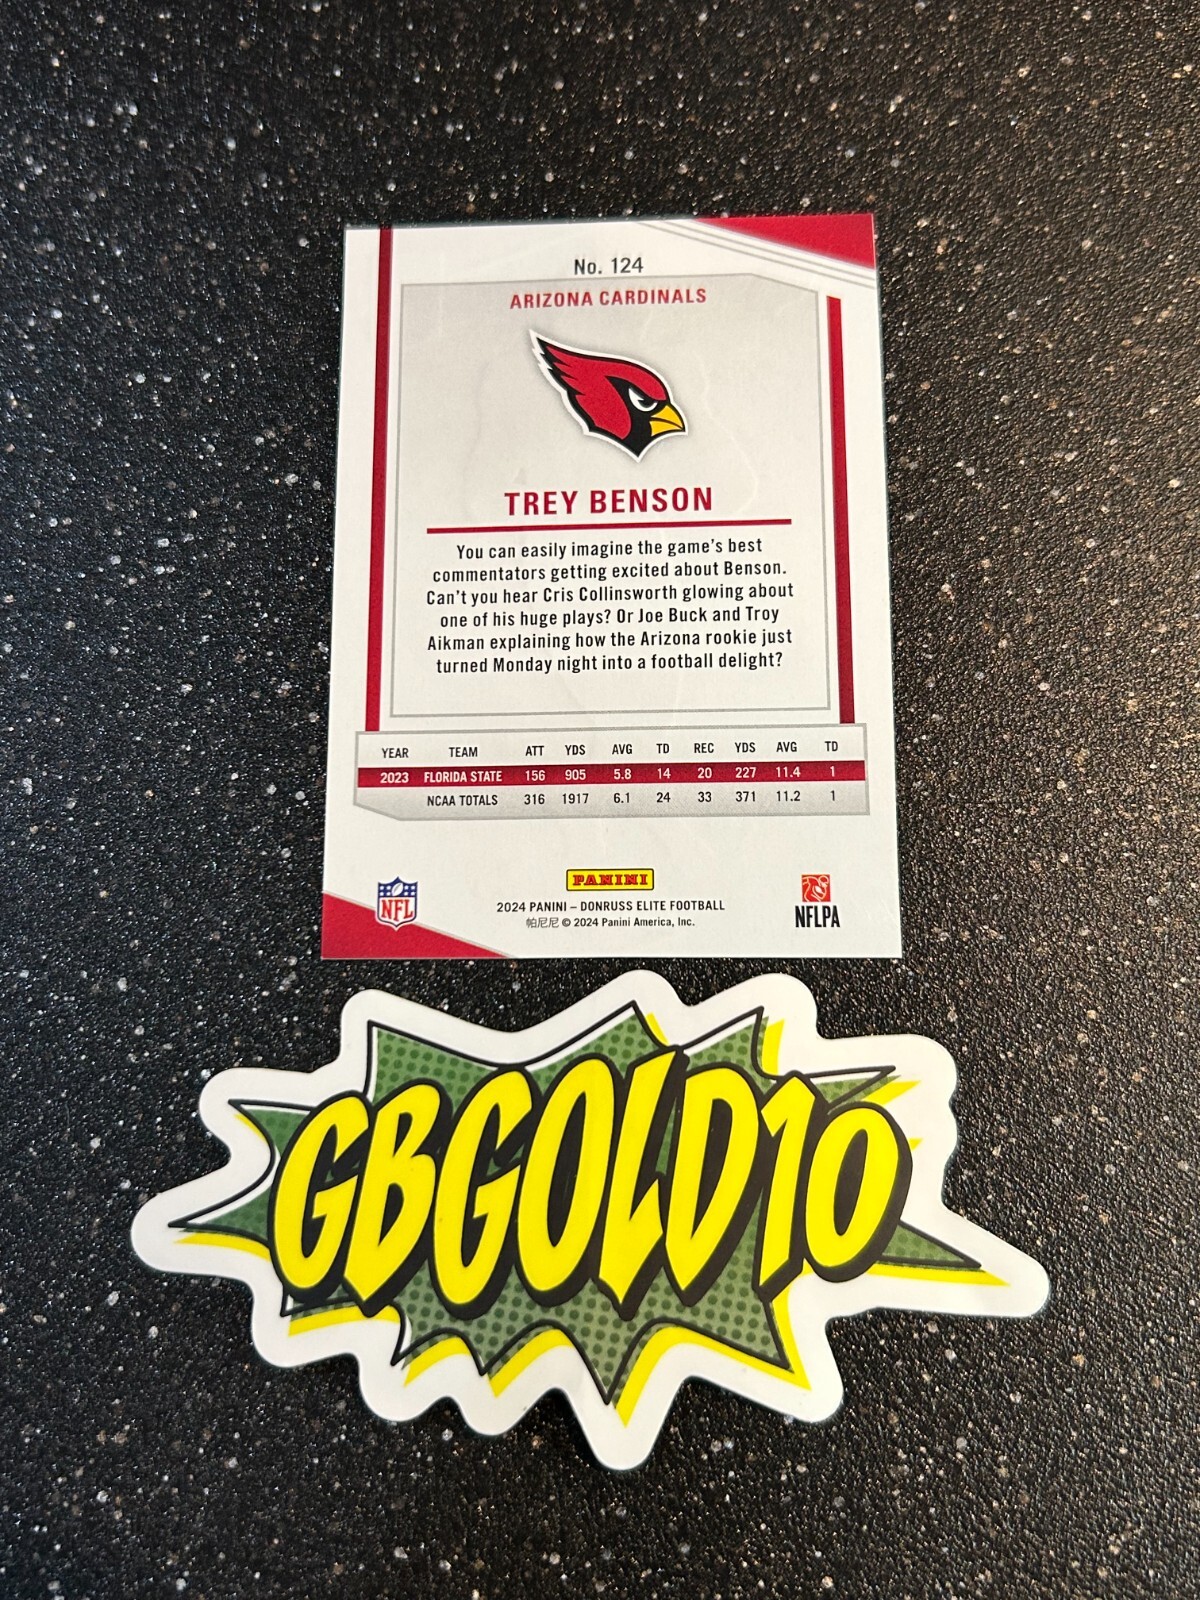 No. 124
ARIZONA CARDINALS
TREY BENSON
You can easily imagine the game's best
commentators getting excited about Benson.
Can't you hear Cris Collinsworth glowing about
one of his huge plays? Or Joe Buck and Troy
Aikman explaining how the Arizona rookie just
turned Monday night into a football delight?
YEAR TEAM ATT YDS AVG TD REC YDS AVG TD
2023 FLORIDA STATE 156 905 5.8 14 20 227 11.4 1
NCAA TOTALS 316 1917 6.1 24 33 371 11.2 1
PANINI
NFL
2024 PANINI – DONRUSS ELITE FOOTBALL
帕尼尼 © 2024 Panini America, Inc.
NFLPA
GBGOLD10